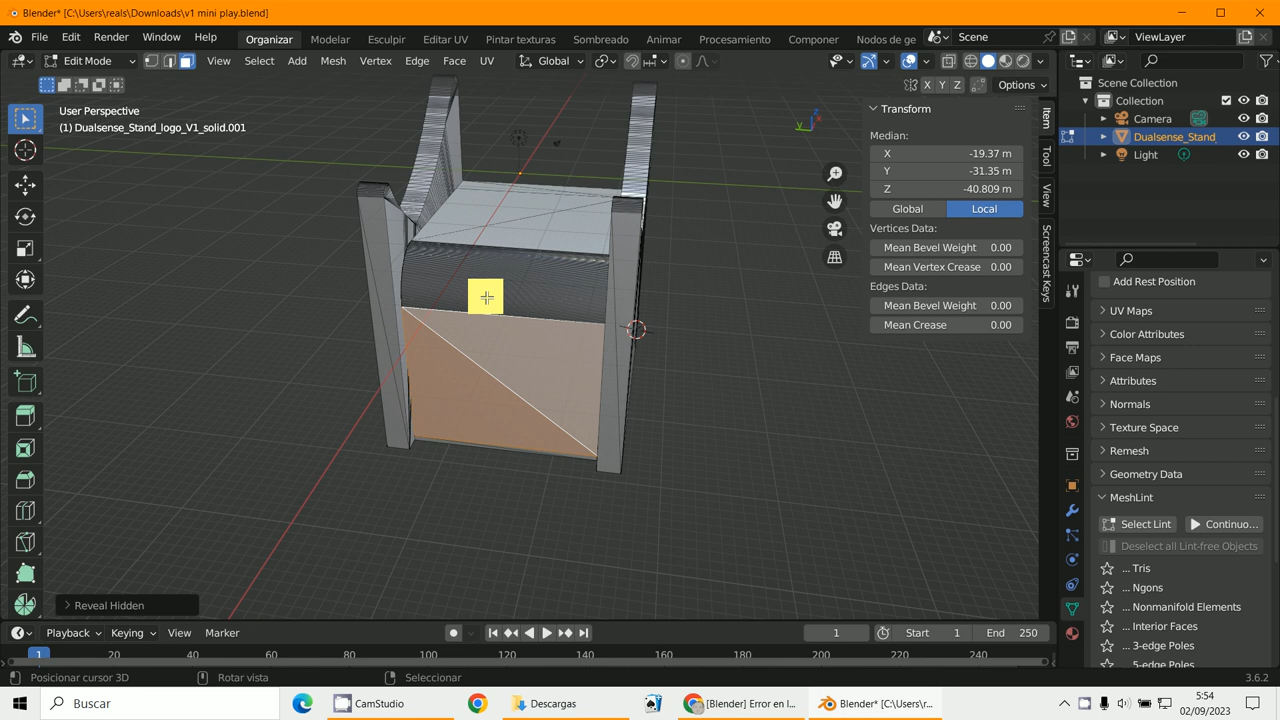 Blender* [C:\Users\reals\Downloads\v1 mini play.blend]
File Edit Render Window Help Organizar Modelar Esculpir Editar UV Pintar texturas Sombreado Animar Procesamiento Componer Nodos de ge Scene ViewLayer
Edit Mode View Select Add Mesh Vertex Edge Face UV Global
X Y Z Options
User Perspective
(1) Dualsense_Stand_logo_V1_solid.001
Y
Z
Transform
Median:
X -19.37 m
Y -31.35 m
Z -40.809 m
Global Local
Vertices Data:
Mean Bevel Weight 0.00
Mean Vertex Crease 0.00
Edges Data:
Mean Bevel Weight 0.00
Mean Crease 0.00
Item
Tool
View
Screencast Keys
Scene Collection
Collection
Camera
Dualsense_Stand
Light
Add Rest Position
UV Maps
Color Attributes
Face Maps
Attributes
Normals
Texture Space
Remesh
Geometry Data
MeshLint
Select Lint Continuo...
Deselect all Lint-free Objects
... Tris
... Ngons
... Nonmanifold Elements
... Interior Faces
... 3-edge Poles
... 5-edge Poles
Reveal Hidden
Playback Keying View Marker 1 Start 1 End 250
1 20 40 60 80 100 120 140 160 180 200 220 240
Posicionar cursor 3D Rotar vista Seleccionar 3.6.2
Buscar CamStudio Descargas [Blender] Error en l... Blender* [C:\Users\r... 5:54
02/09/2023